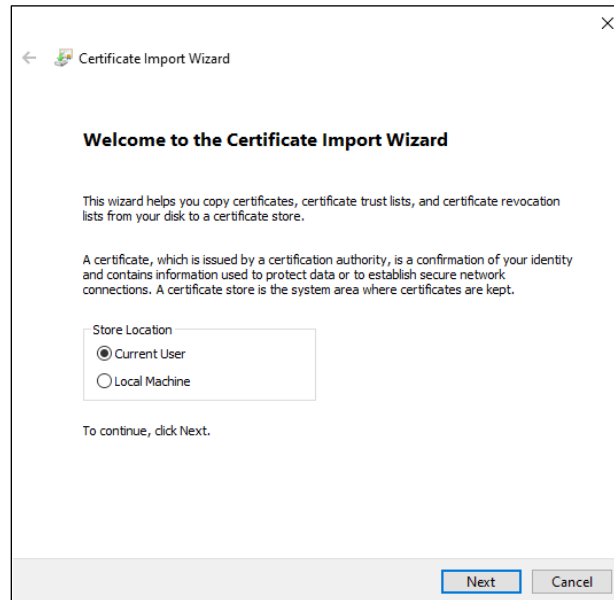 Certificate Import Wizard
Welcome to the Certificate Import Wizard
This wizard helps you copy certificates, certificate trust lists, and certificate revocation
lists from your disk to a certificate store.
A certificate, which is issued by a certification authority, is a confirmation of your identity
and contains information used to protect data or to establish secure network
connections. A certificate store is the system area where certificates are kept.
Store Location
Current User
Local Machine
To continue, click Next.
Next
Cancel